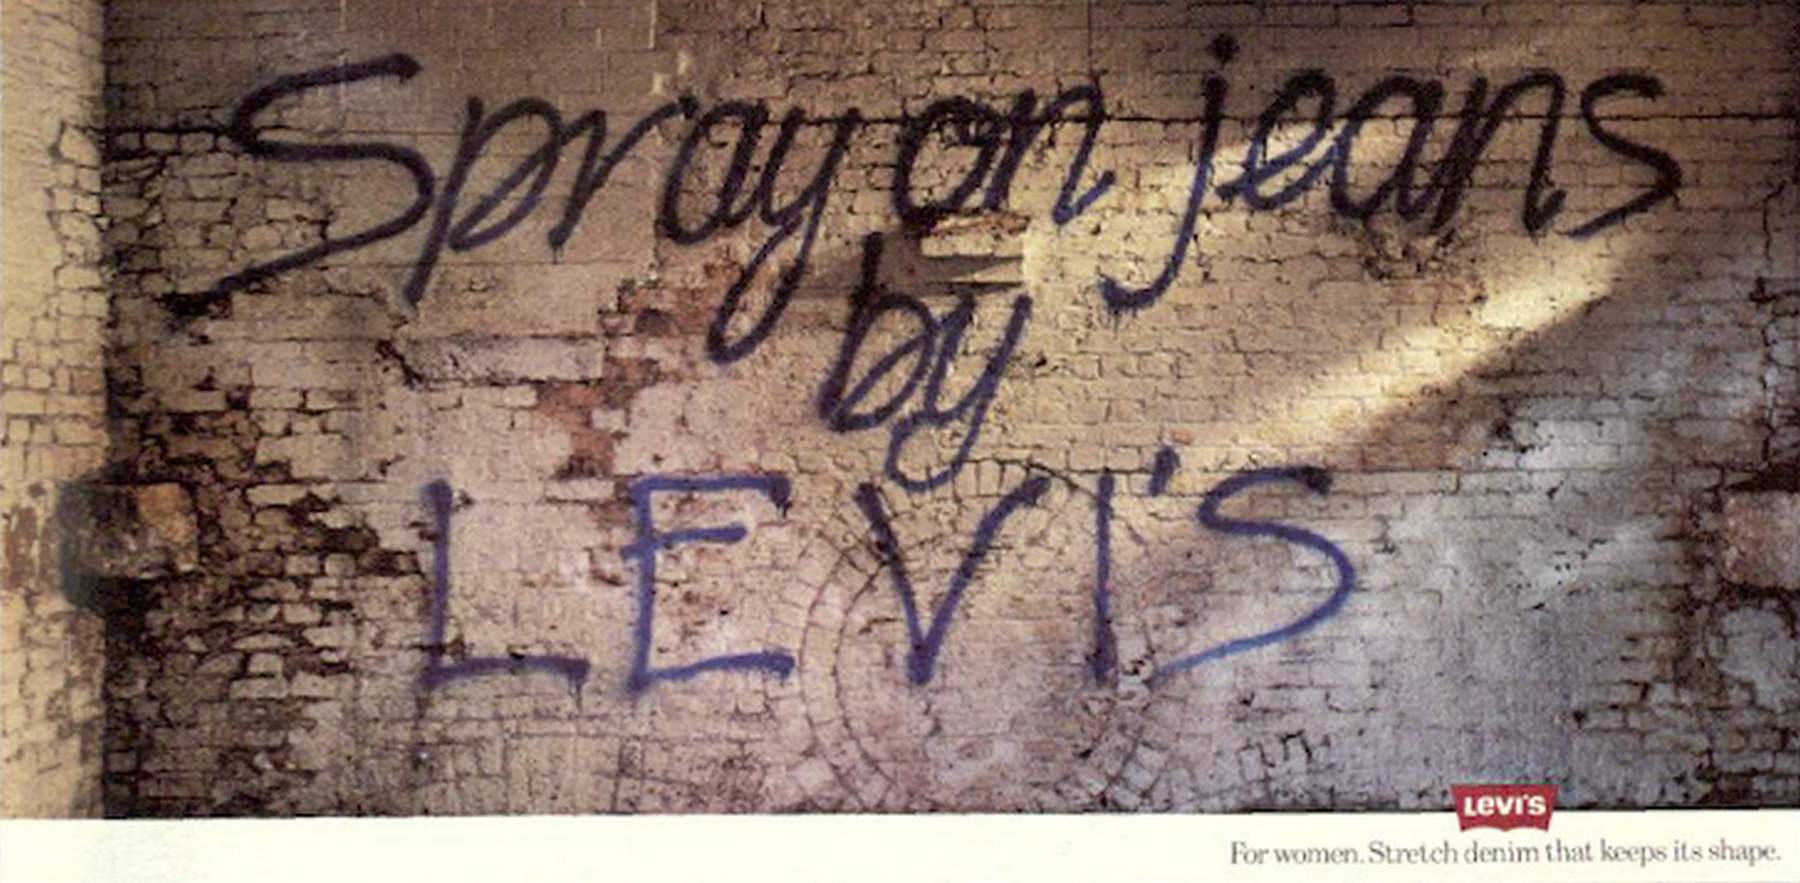 Spray on jeans
by
LEVI'S
Levi's
For women. Stretch denim that keeps its shape.